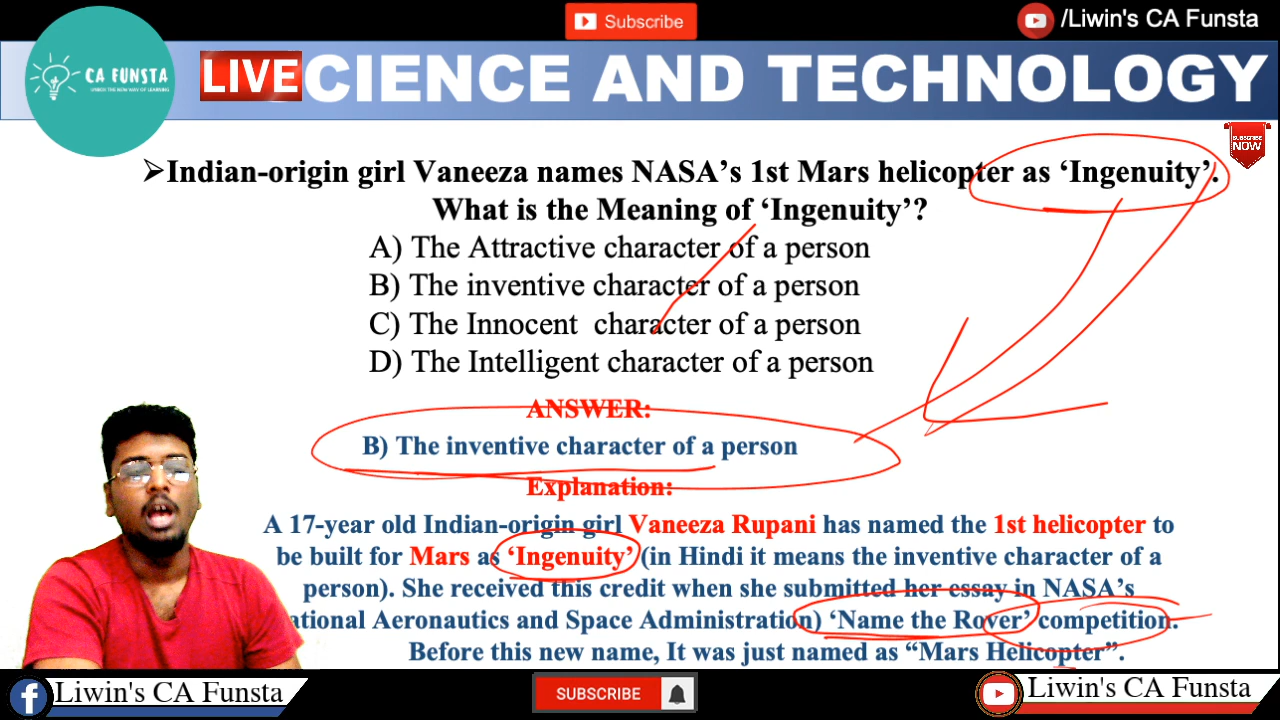 Subscribe
/Liwin's CA Funsta
CA FUNSTA
LIVE CIENCE AND TECHNOLOGY
SUBSCRIBE
NOW
➢Indian-origin girl Vaneeza names NASA's 1st Mars helicopter as ‘Ingenuity’.
What is the Meaning of ‘Ingenuity’?
A) The Attractive character of a person
B) The inventive character of a person
C) The Innocent character of a person
D) The Intelligent character of a person
ANSWER:
B) The inventive character of a person
Explanation:
A 17-year old Indian-origin girl Vaneeza Rupani has named the 1st helicopter to
be built for Mars as ‘Ingenuity’ (in Hindi it means the inventive character of a
person). She received this credit when she submitted her essay in NASA's
ational Aeronautics and Space Administration) ‘Name the Rover’ competition.
Before this new name, It was just named as “Mars Helicopter”.
Liwin's CA Funsta
SUBSCRIBE
Liwin's CA Funsta